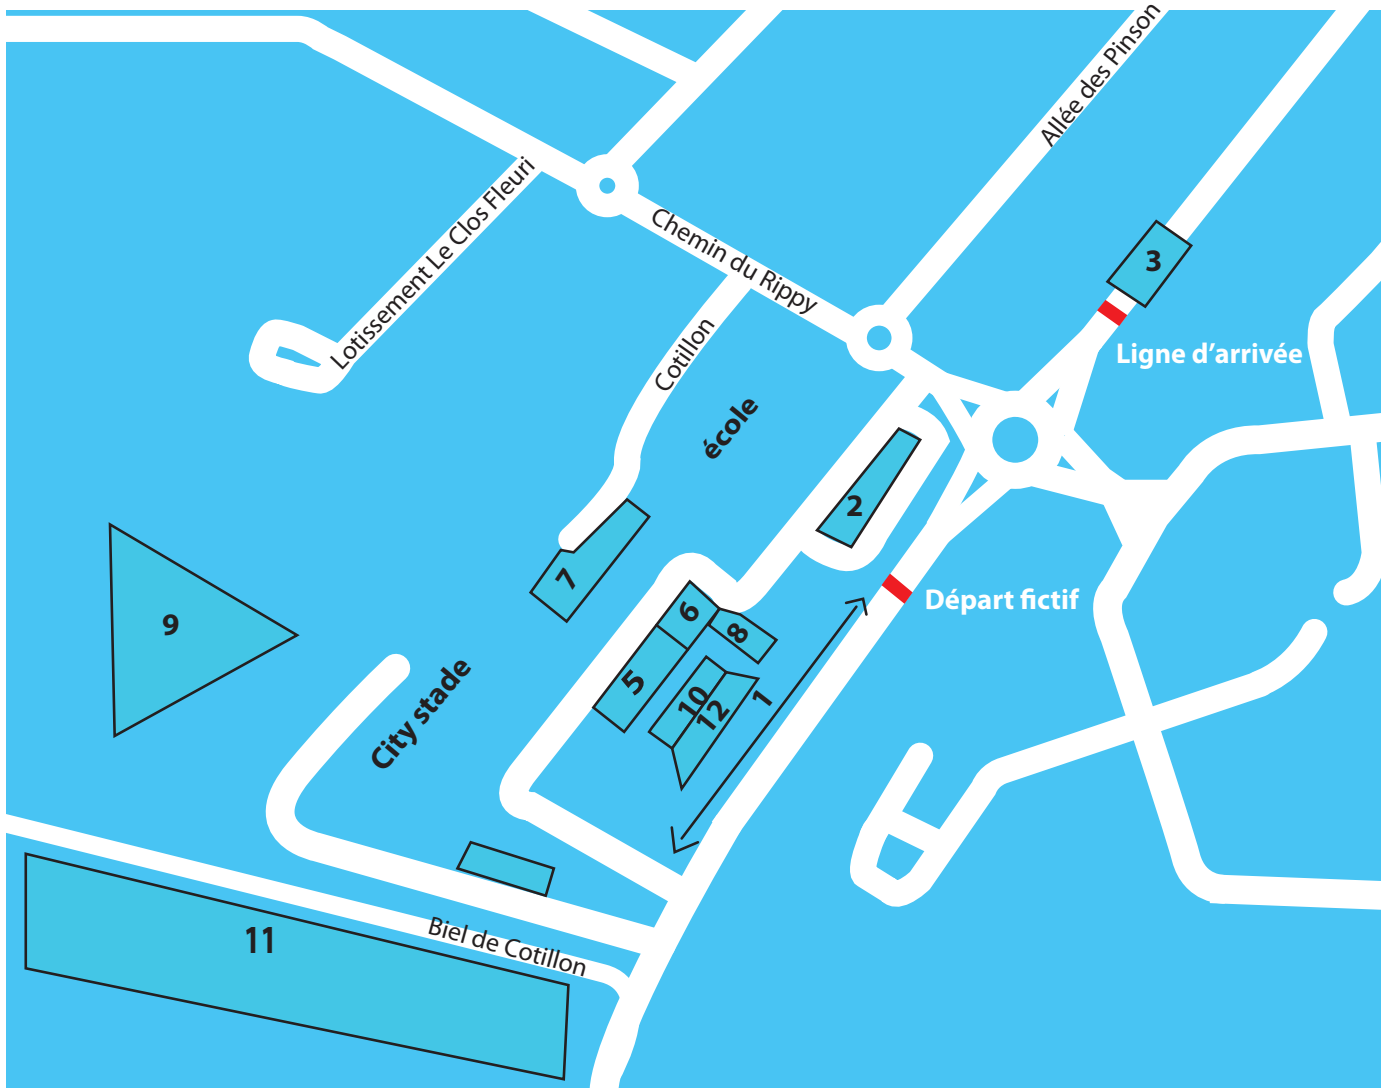 Allée des Pinson
Lotissement Le Clos Fleuri
Chemin du Rippy
3
Ligne d’arrivée
Cotillon
école
2
7
Départ fictif
9
6
8
5
10
12
1
City stade
11
Biel de Cotillon